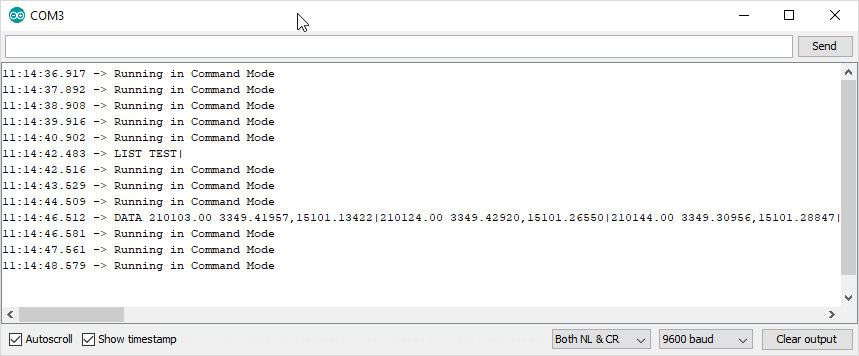 COM3
Send
11:14:36.917 -> Running in Command Mode
11:14:37.892 -> Running in Command Mode
11:14:38.908 -> Running in Command Mode
11:14:39.916 -> Running in Command Mode
11:14:40.902 -> Running in Command Mode
11:14:42.483 -> LIST TEST|
11:14:42.516 -> Running in Command Mode
11:14:43.529 -> Running in Command Mode
11:14:44.509 -> Running in Command Mode
11:14:46.512 -> DATA 210103.00 3349.41957,15101.13422|210124.00 3349.42920,15101.26550|210144.00 3349.30956,15101.28847|
11:14:46.581 -> Running in Command Mode
11:14:47.561 -> Running in Command Mode
11:14:48.579 -> Running in Command Mode
Autoscroll Show timestamp Both NL & CR 9600 baud Clear output